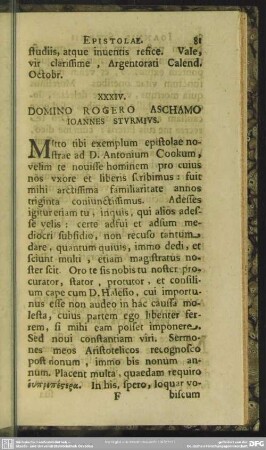 EPISTOLAE. 81
studiis, atque inuentis refice. Vale,
vir clarissime, Argentorati Calend.
Octobr.
XXXIV.
DOMINO ROGERO ASCHAMO
IOANNES STVRMIVS.
MItto tibi exemplum epistolae no-
strae ad D. Antonium Cookum,
velim te nouisse hominem pro cuius
nos vxore et liberis scribimus: fuit
mihi arctissima familiaritate annos
triginta coniunctissimus. Adesses
igitur etiam tu, inquis, qui alios ades-
se velis: certe adfui et adsum me-
diocri subsidio, non recuso tantum
dare, quantum quiuis, immo dedi, et
sciunt multi, etiam magistratus no-
ster scit. Oro te sis nobis tu noster pro-
curator, stator, protutor, et consili-
um cape cum D. Halesio, cui importu-
nus esse non audeo in hac caussa mo-
lesta, cuius partem ego libenter fer-
rem, si mihi eam posset imponere.
Sed noui constantiam viri. Sermo-
nes meos Aristotelicos recognosco
post nonum, immo bis nonum an-
num. Placent multa, quaedam requiro
In his, spero, loquar vo-
F biscum